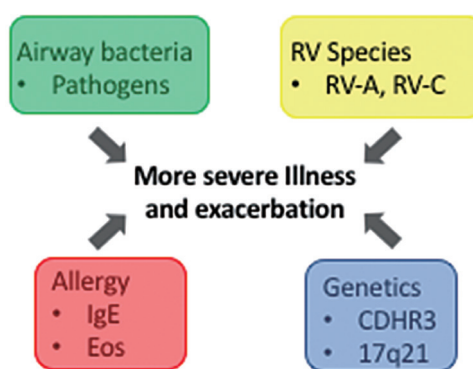 Airway bacteria
• Pathogens
RV Species
• RV-A, RV-C
More severe Illness
and exacerbation
Allergy
• IgE
• Eos
Genetics
• CDHR3
• 17q21